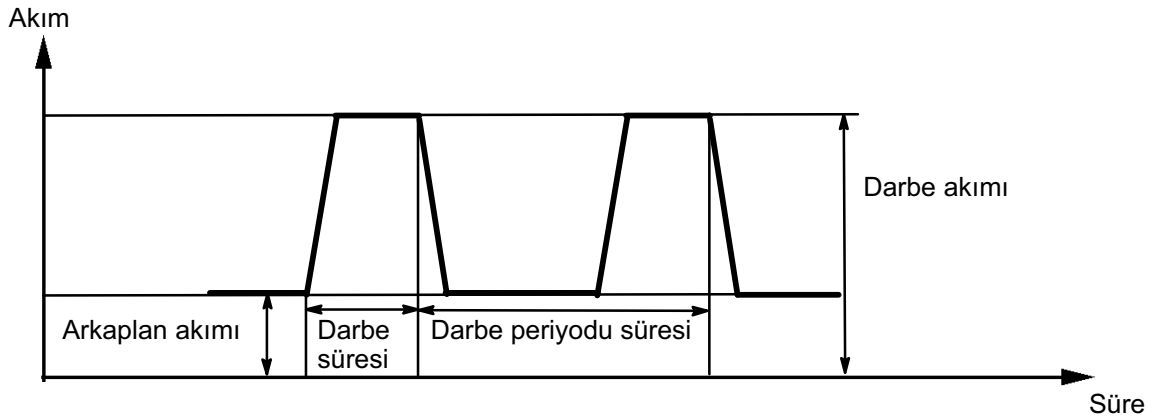 Akım
Darbe akımı
Arkaplan akımı
Darbe
süresi
Darbe periyodu süresi
Süre